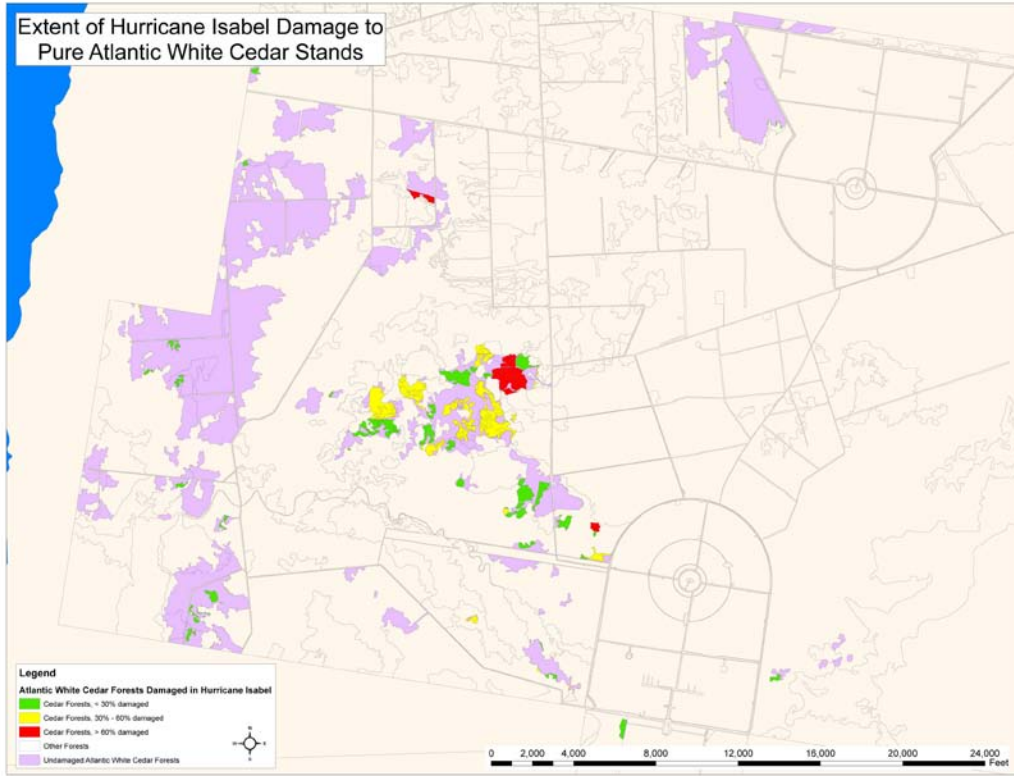 Extent of Hurricane Isabel Damage to
Pure Atlantic White Cedar Stands
Legend
Atlantic White Cedar Forests Damaged in Hurricane Isabel
Cedar Forests, < 30% damaged
Cedar Forests, 30% - 60% damaged
Cedar Forests, > 60% damaged
Other Forests
Undamaged Atlantic White Cedar Forests
N
W E
S
0 2,000 4,000 8,000 12,000 16,000 20,000 24,000
Feet